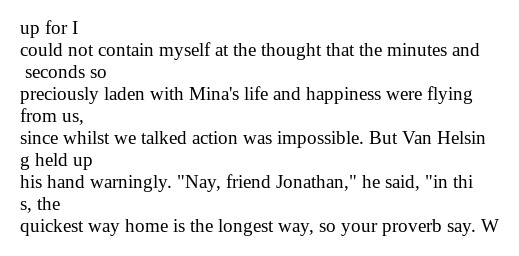 up for I
could not contain myself at the thought that the minutes and
seconds so
preciously laden with Mina's life and happiness were flying
from us,
since whilst we talked action was impossible. But Van Helsin
g held up
his hand warningly. "Nay, friend Jonathan," he said, "in thi
s, the
quickest way home is the longest way, so your proverb say. W